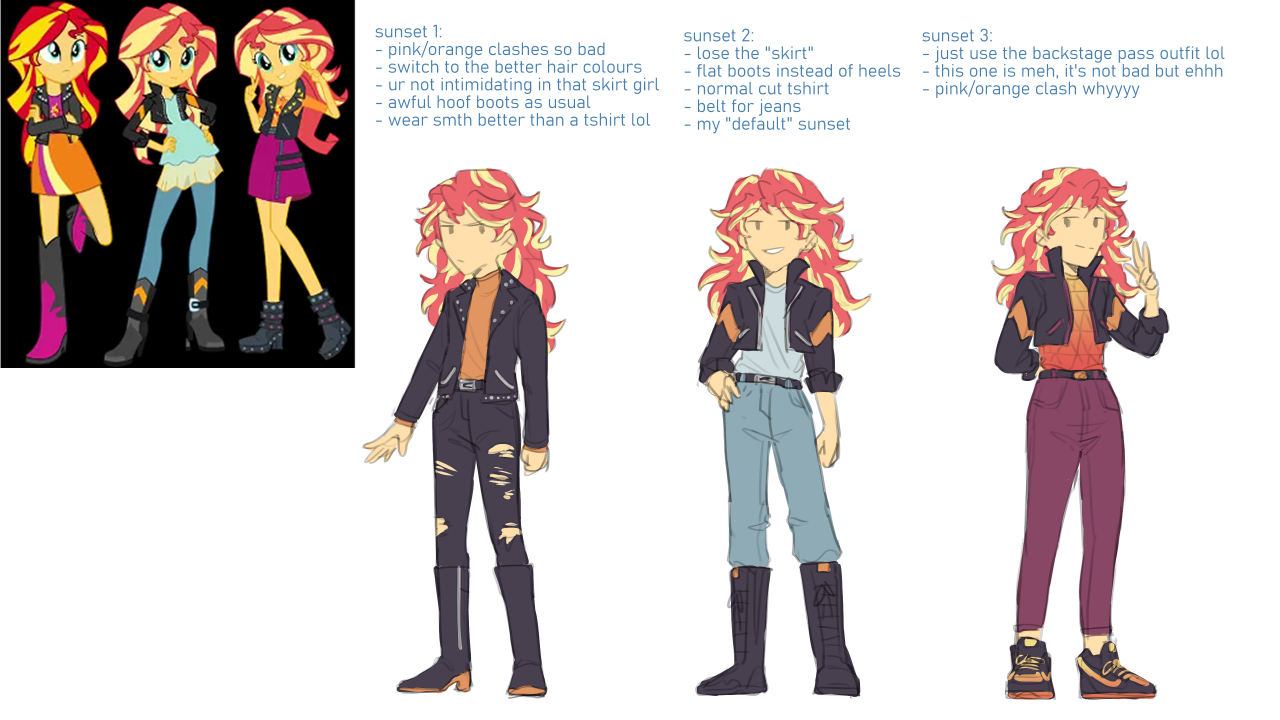 sunset 1:
- pink/orange clashes so bad
- switch to the better hair colours
- ur not intimidating in that skirt girl
- awful hoof boots as usual
- wear smth better than a tshirt lol
sunset 2:
- lose the "skirt"
- flat boots instead of heels
- normal cut tshirt
- belt for jeans
- my "default" sunset
sunset 3:
- just use the backstage pass outfit lol
- this one is meh, it's not bad but ehhh
- pink/orange clash whyyyy